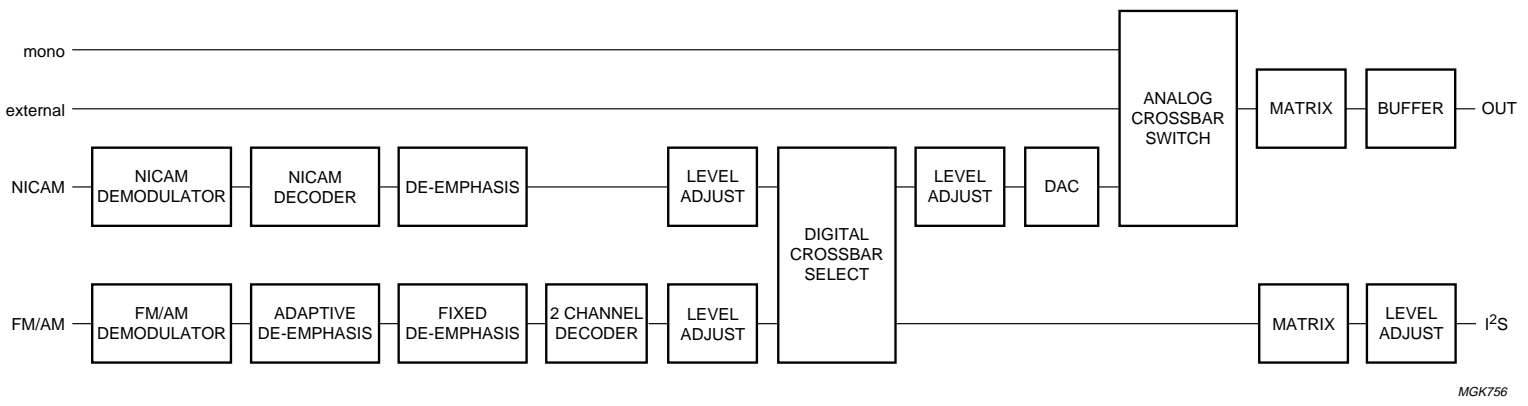 mono
external
ANALOG
CROSSBAR
SWITCH
MATRIX
BUFFER
OUT
NICAM
NICAM
DEMODULATOR
NICAM
DECODER
DE-EMPHASIS
LEVEL
ADJUST
DIGITAL
CROSSBAR
SELECT
LEVEL
ADJUST
DAC
FM/AM
FM/AM
DEMODULATOR
ADAPTIVE
DE-EMPHASIS
FIXED
DE-EMPHASIS
2 CHANNEL
DECODER
LEVEL
ADJUST
MATRIX
LEVEL
ADJUST
I²S
MGK756